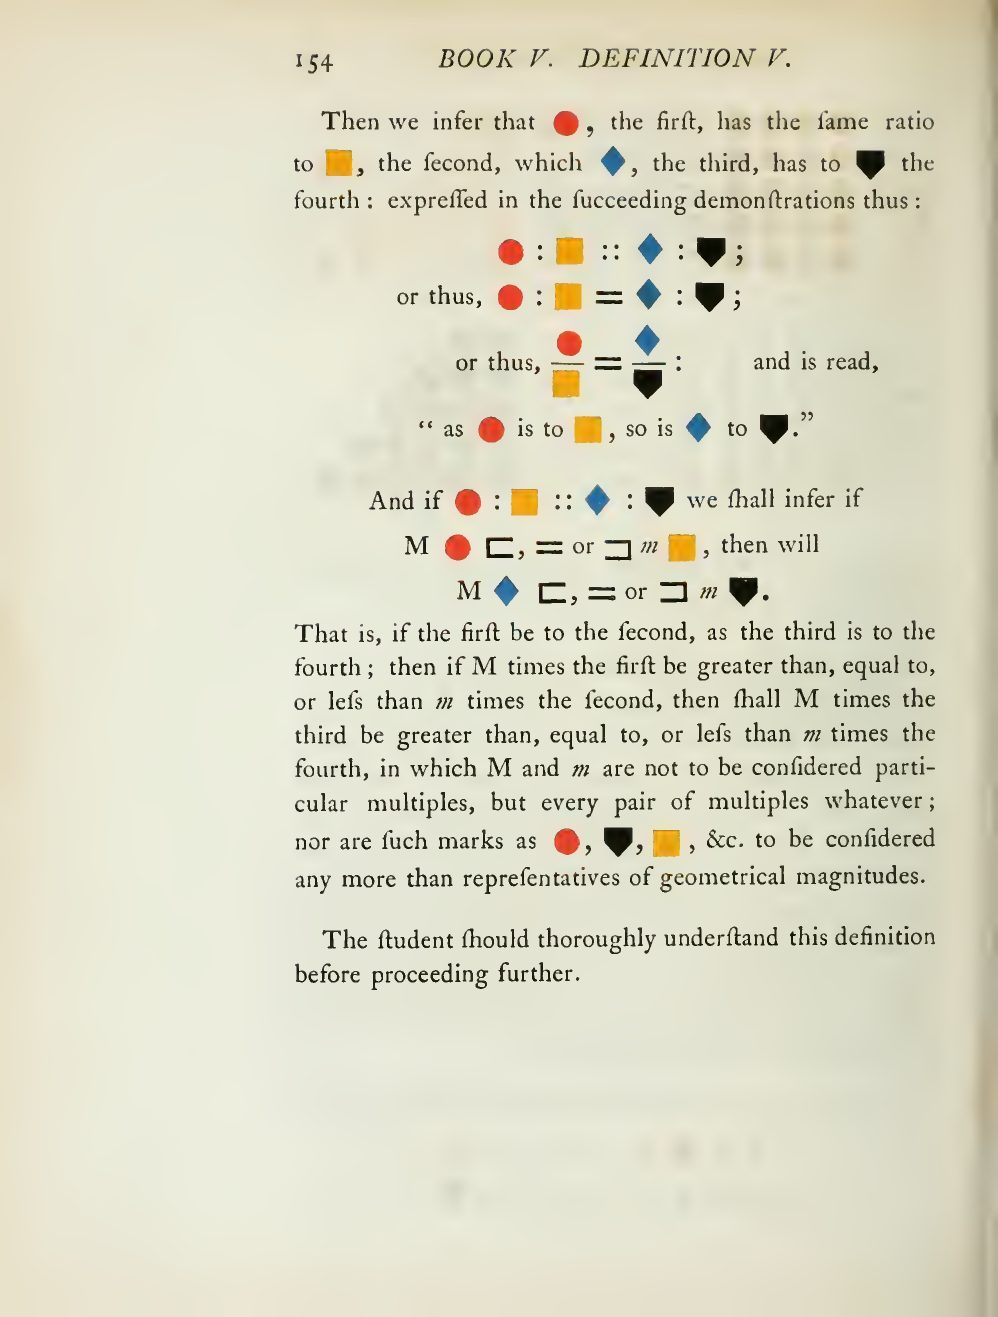 154 BOOK V. DEFINITION V.
Then we infer that 🔴, the firſt, has the ſame ratio
to 🟨, the ſecond, which 🔷, the third, has to ⯂ the
fourth : expreſſed in the ſucceeding demonſtrations thus :
🔴 : 🟨 :: 🔷 : ⯂ ;
or thus, 🔴 : 🟨 = 🔷 : ⯂ ;
or thus, 🔴/🟨 = 🔷/⯂ : and is read,
“ as 🔴 is to 🟨, so is 🔷 to ⯂.”
And if 🔴 : 🟨 :: 🔷 : ⯂ we ſhall infer if
M 🔴 ⊏, = or ⊐ m 🟨, then will
M 🔷 ⊏, = or ⊐ m ⯂.
That is, if the firſt be to the ſecond, as the third is to the
fourth ; then if M times the firſt be greater than, equal to,
or leſs than m times the ſecond, then ſhall M times the
third be greater than, equal to, or leſs than m times the
fourth, in which M and m are not to be conſidered parti-
cular multiples, but every pair of multiples whatever ;
nor are ſuch marks as 🔴, ⯂, 🟨, &c. to be conſidered
any more than repreſentatives of geometrical magnitudes.
The ſtudent ſhould thoroughly underſtand this definition
before proceeding further.